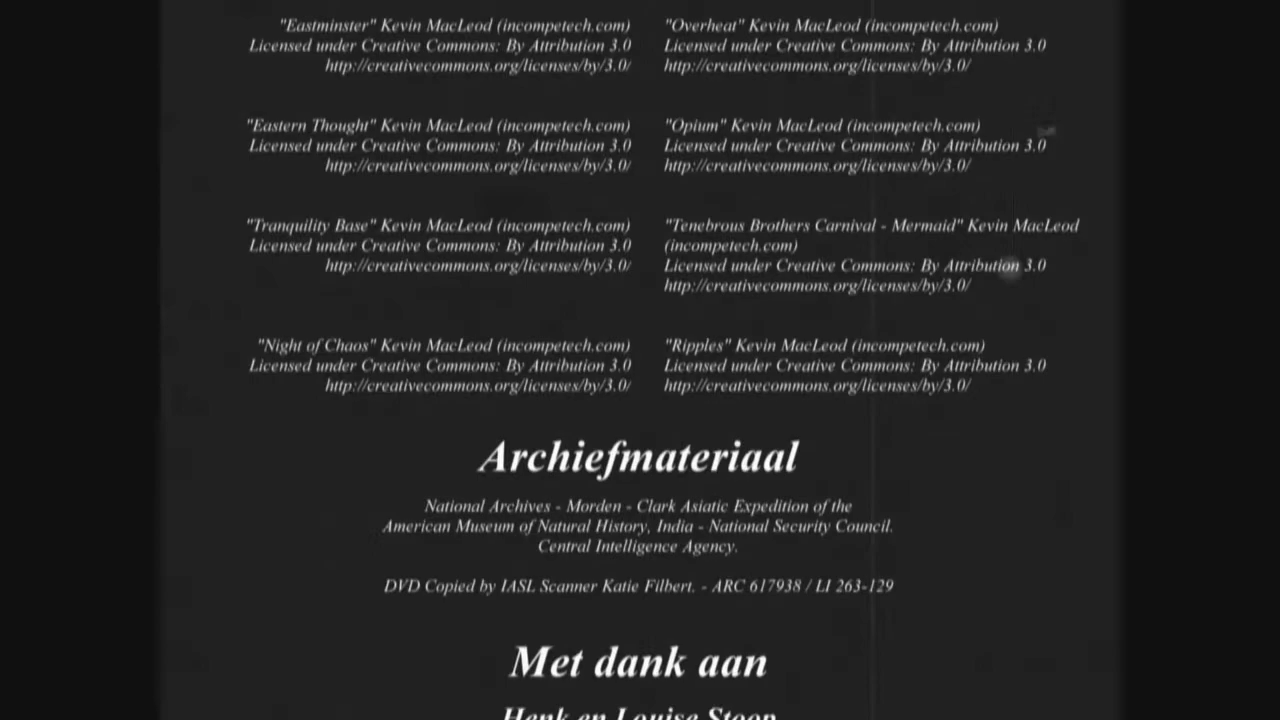 "Eastminster" Kevin MacLeod (incompetech.com)
Licensed under Creative Commons: By Attribution 3.0
http://creativecommons.org/licenses/by/3.0/
"Overheat" Kevin MacLeod (incompetech.com)
Licensed under Creative Commons: By Attribution 3.0
http://creativecommons.org/licenses/by/3.0/
"Eastern Thought" Kevin MacLeod (incompetech.com)
Licensed under Creative Commons: By Attribution 3.0
http://creativecommons.org/licenses/by/3.0/
"Opium" Kevin MacLeod (incompetech.com)
Licensed under Creative Commons: By Attribution 3.0
http://creativecommons.org/licenses/by/3.0/
"Tranquility Base" Kevin MacLeod (incompetech.com)
Licensed under Creative Commons: By Attribution 3.0
http://creativecommons.org/licenses/by/3.0/
"Tenebrous Brothers Carnival - Mermaid" Kevin MacLeod
(incompetech.com)
Licensed under Creative Commons: By Attribution 3.0
http://creativecommons.org/licenses/by/3.0/
"Night of Chaos" Kevin MacLeod (incompetech.com)
Licensed under Creative Commons: By Attribution 3.0
http://creativecommons.org/licenses/by/3.0/
"Ripples" Kevin MacLeod (incompetech.com)
Licensed under Creative Commons: By Attribution 3.0
http://creativecommons.org/licenses/by/3.0/
Archiefmateriaal
National Archives - Morden - Clark Asiatic Expedition of the
American Museum of Natural History, India - National Security Council.
Central Intelligence Agency.
DVD Copied by IASL Scanner Katie Filbert. - ARC 617938 / LI 263-129
Met dank aan
Henk en Louise Stoop